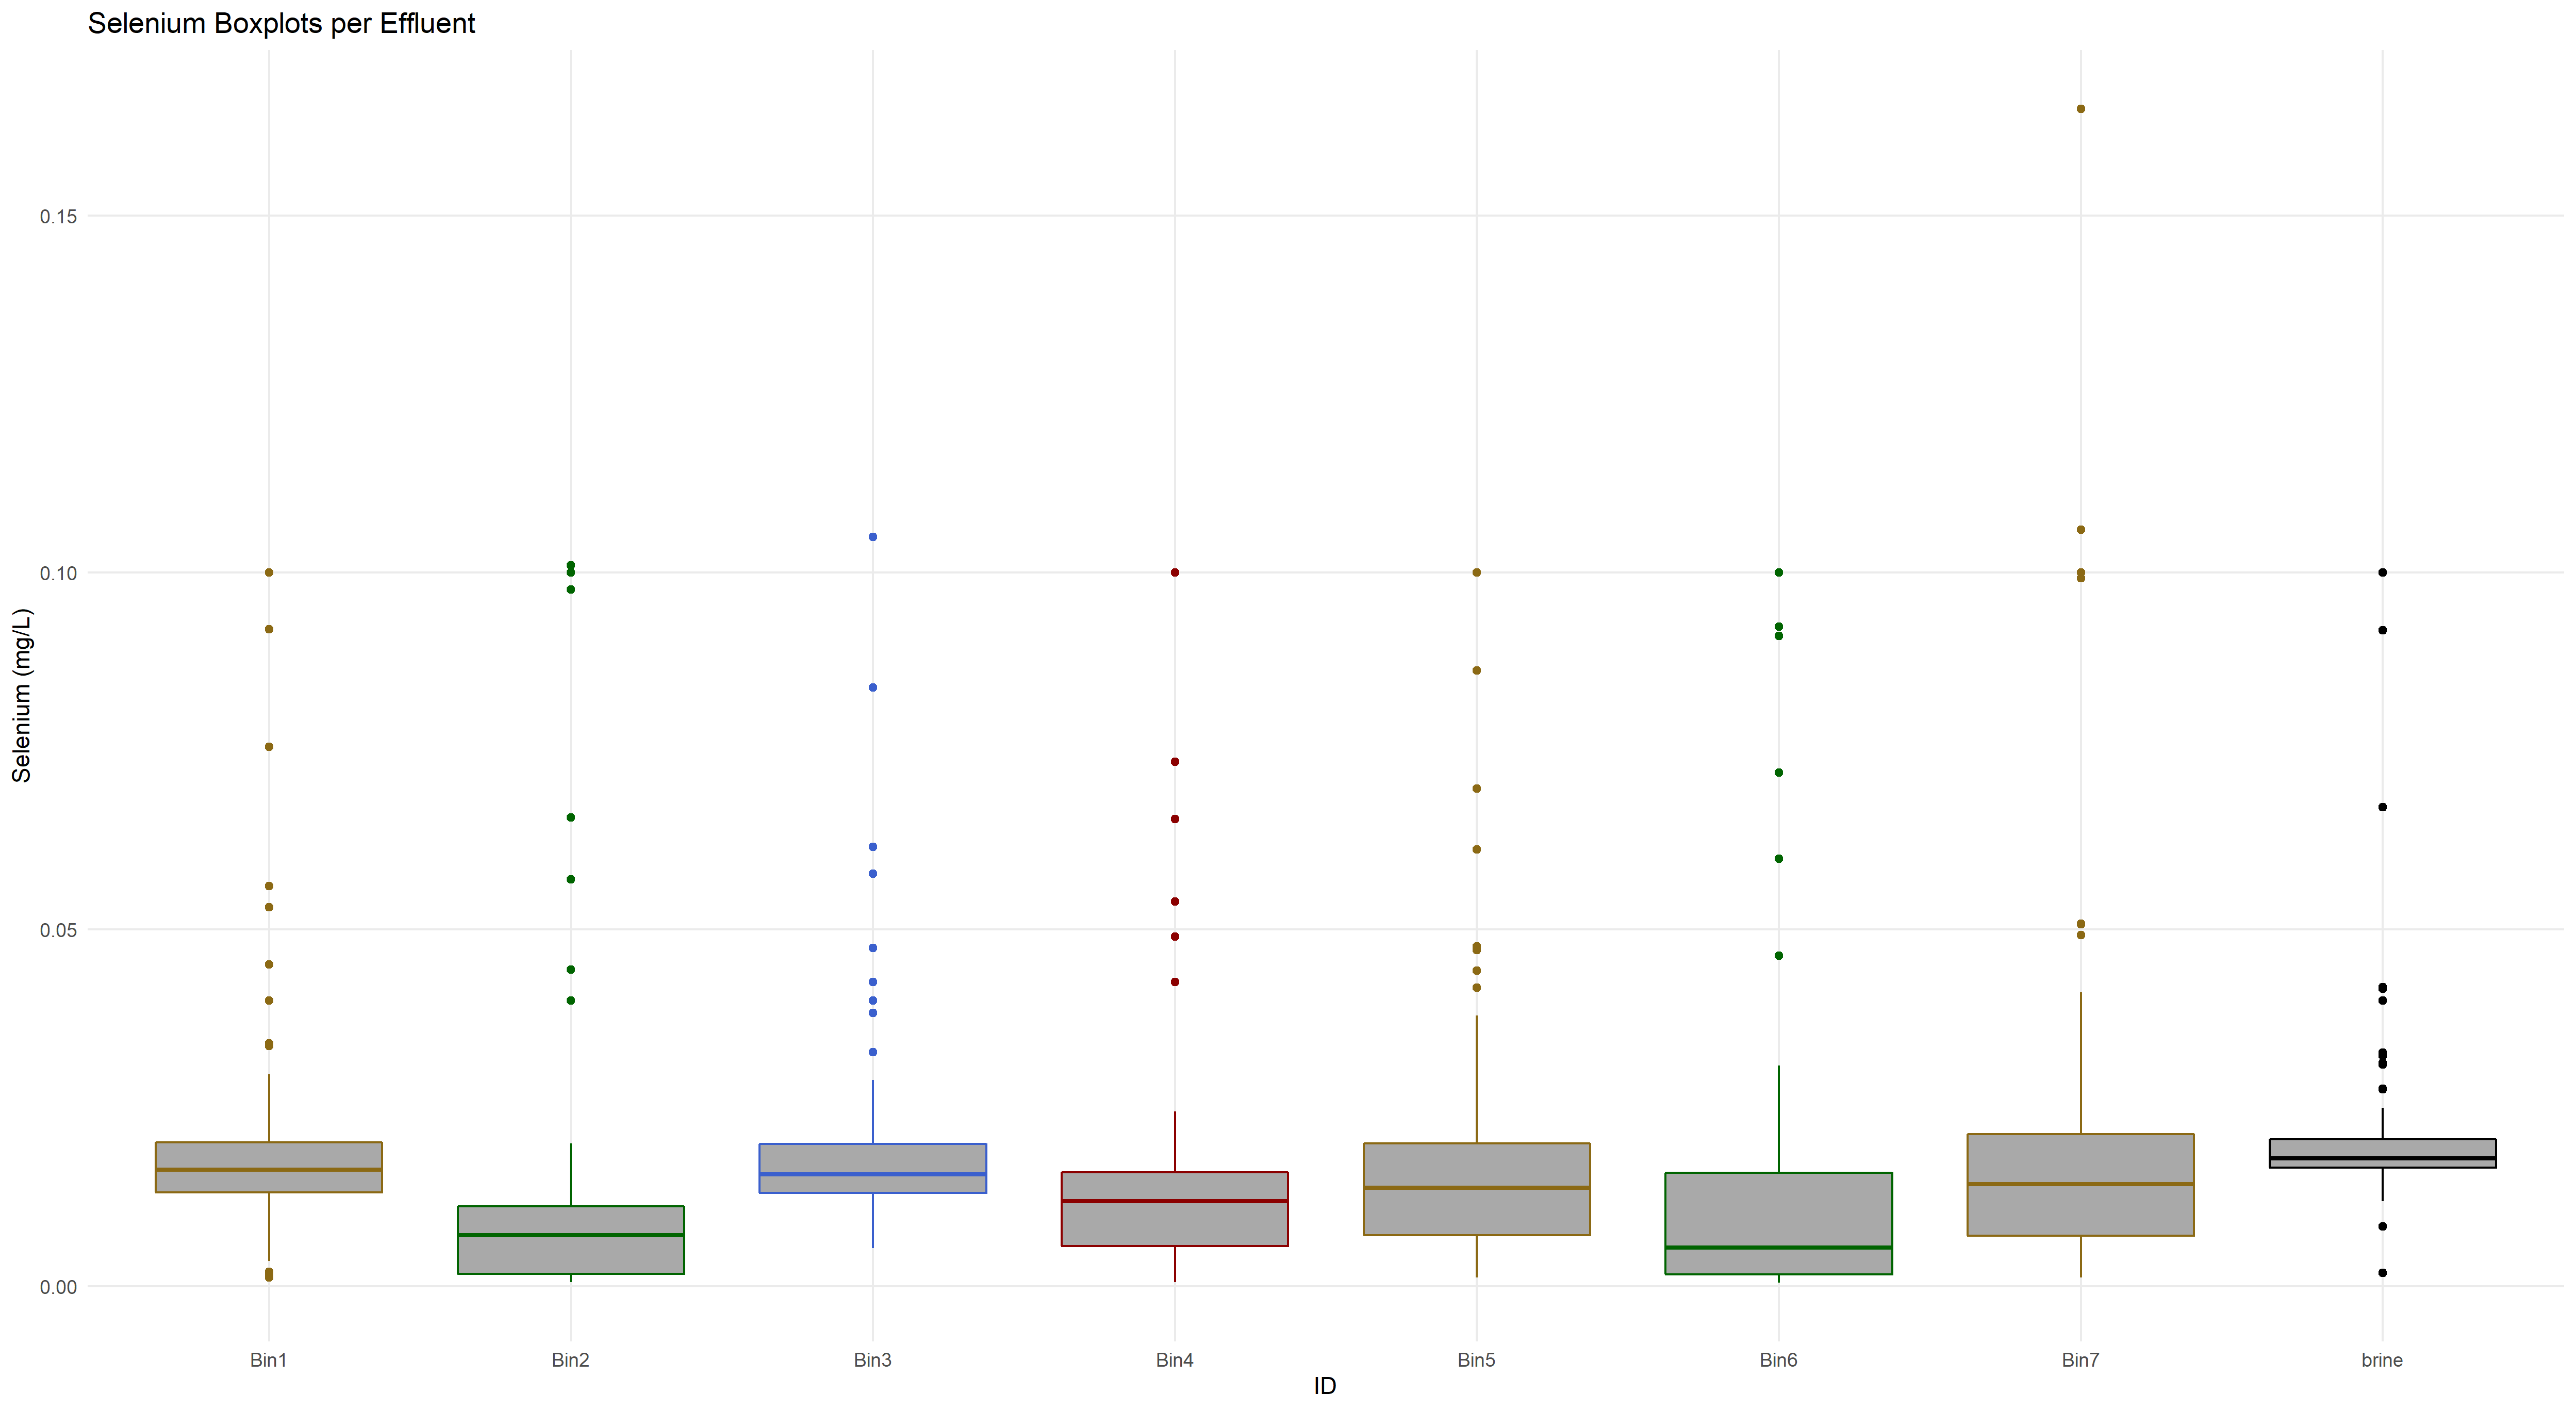 Selenium Boxplots per Effluent
Selenium (mg/L)
0.15
0.10
0.05
0.00
Bin1 Bin2 Bin3 Bin4 Bin5 Bin6 Bin7 brine
ID